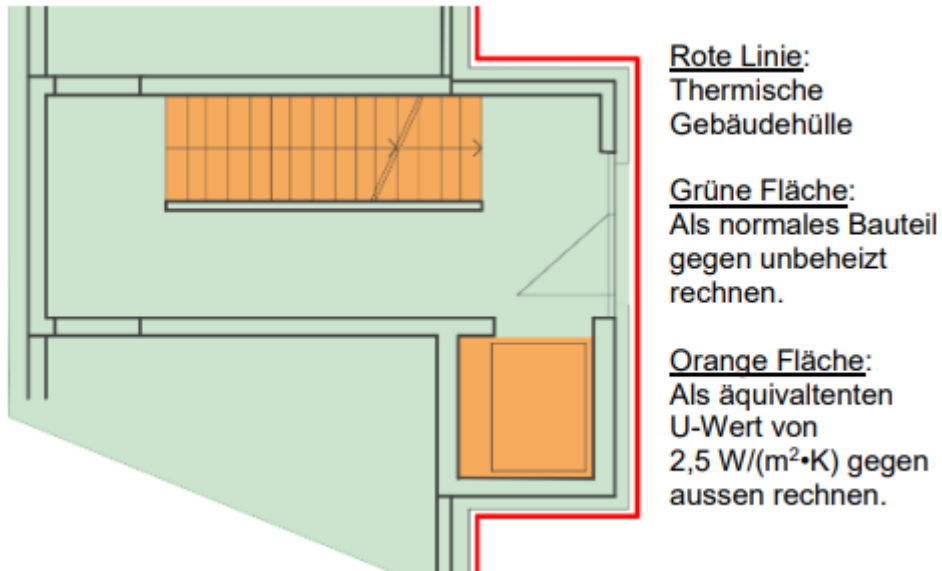 Rote Linie:
Thermische
Gebäudehülle
Grüne Fläche:
Als normales Bauteil
gegen unbeheizt
rechnen.
Orange Fläche:
Als äquivaltenten
U-Wert von
2,5 W/(m²•K) gegen
aussen rechnen.